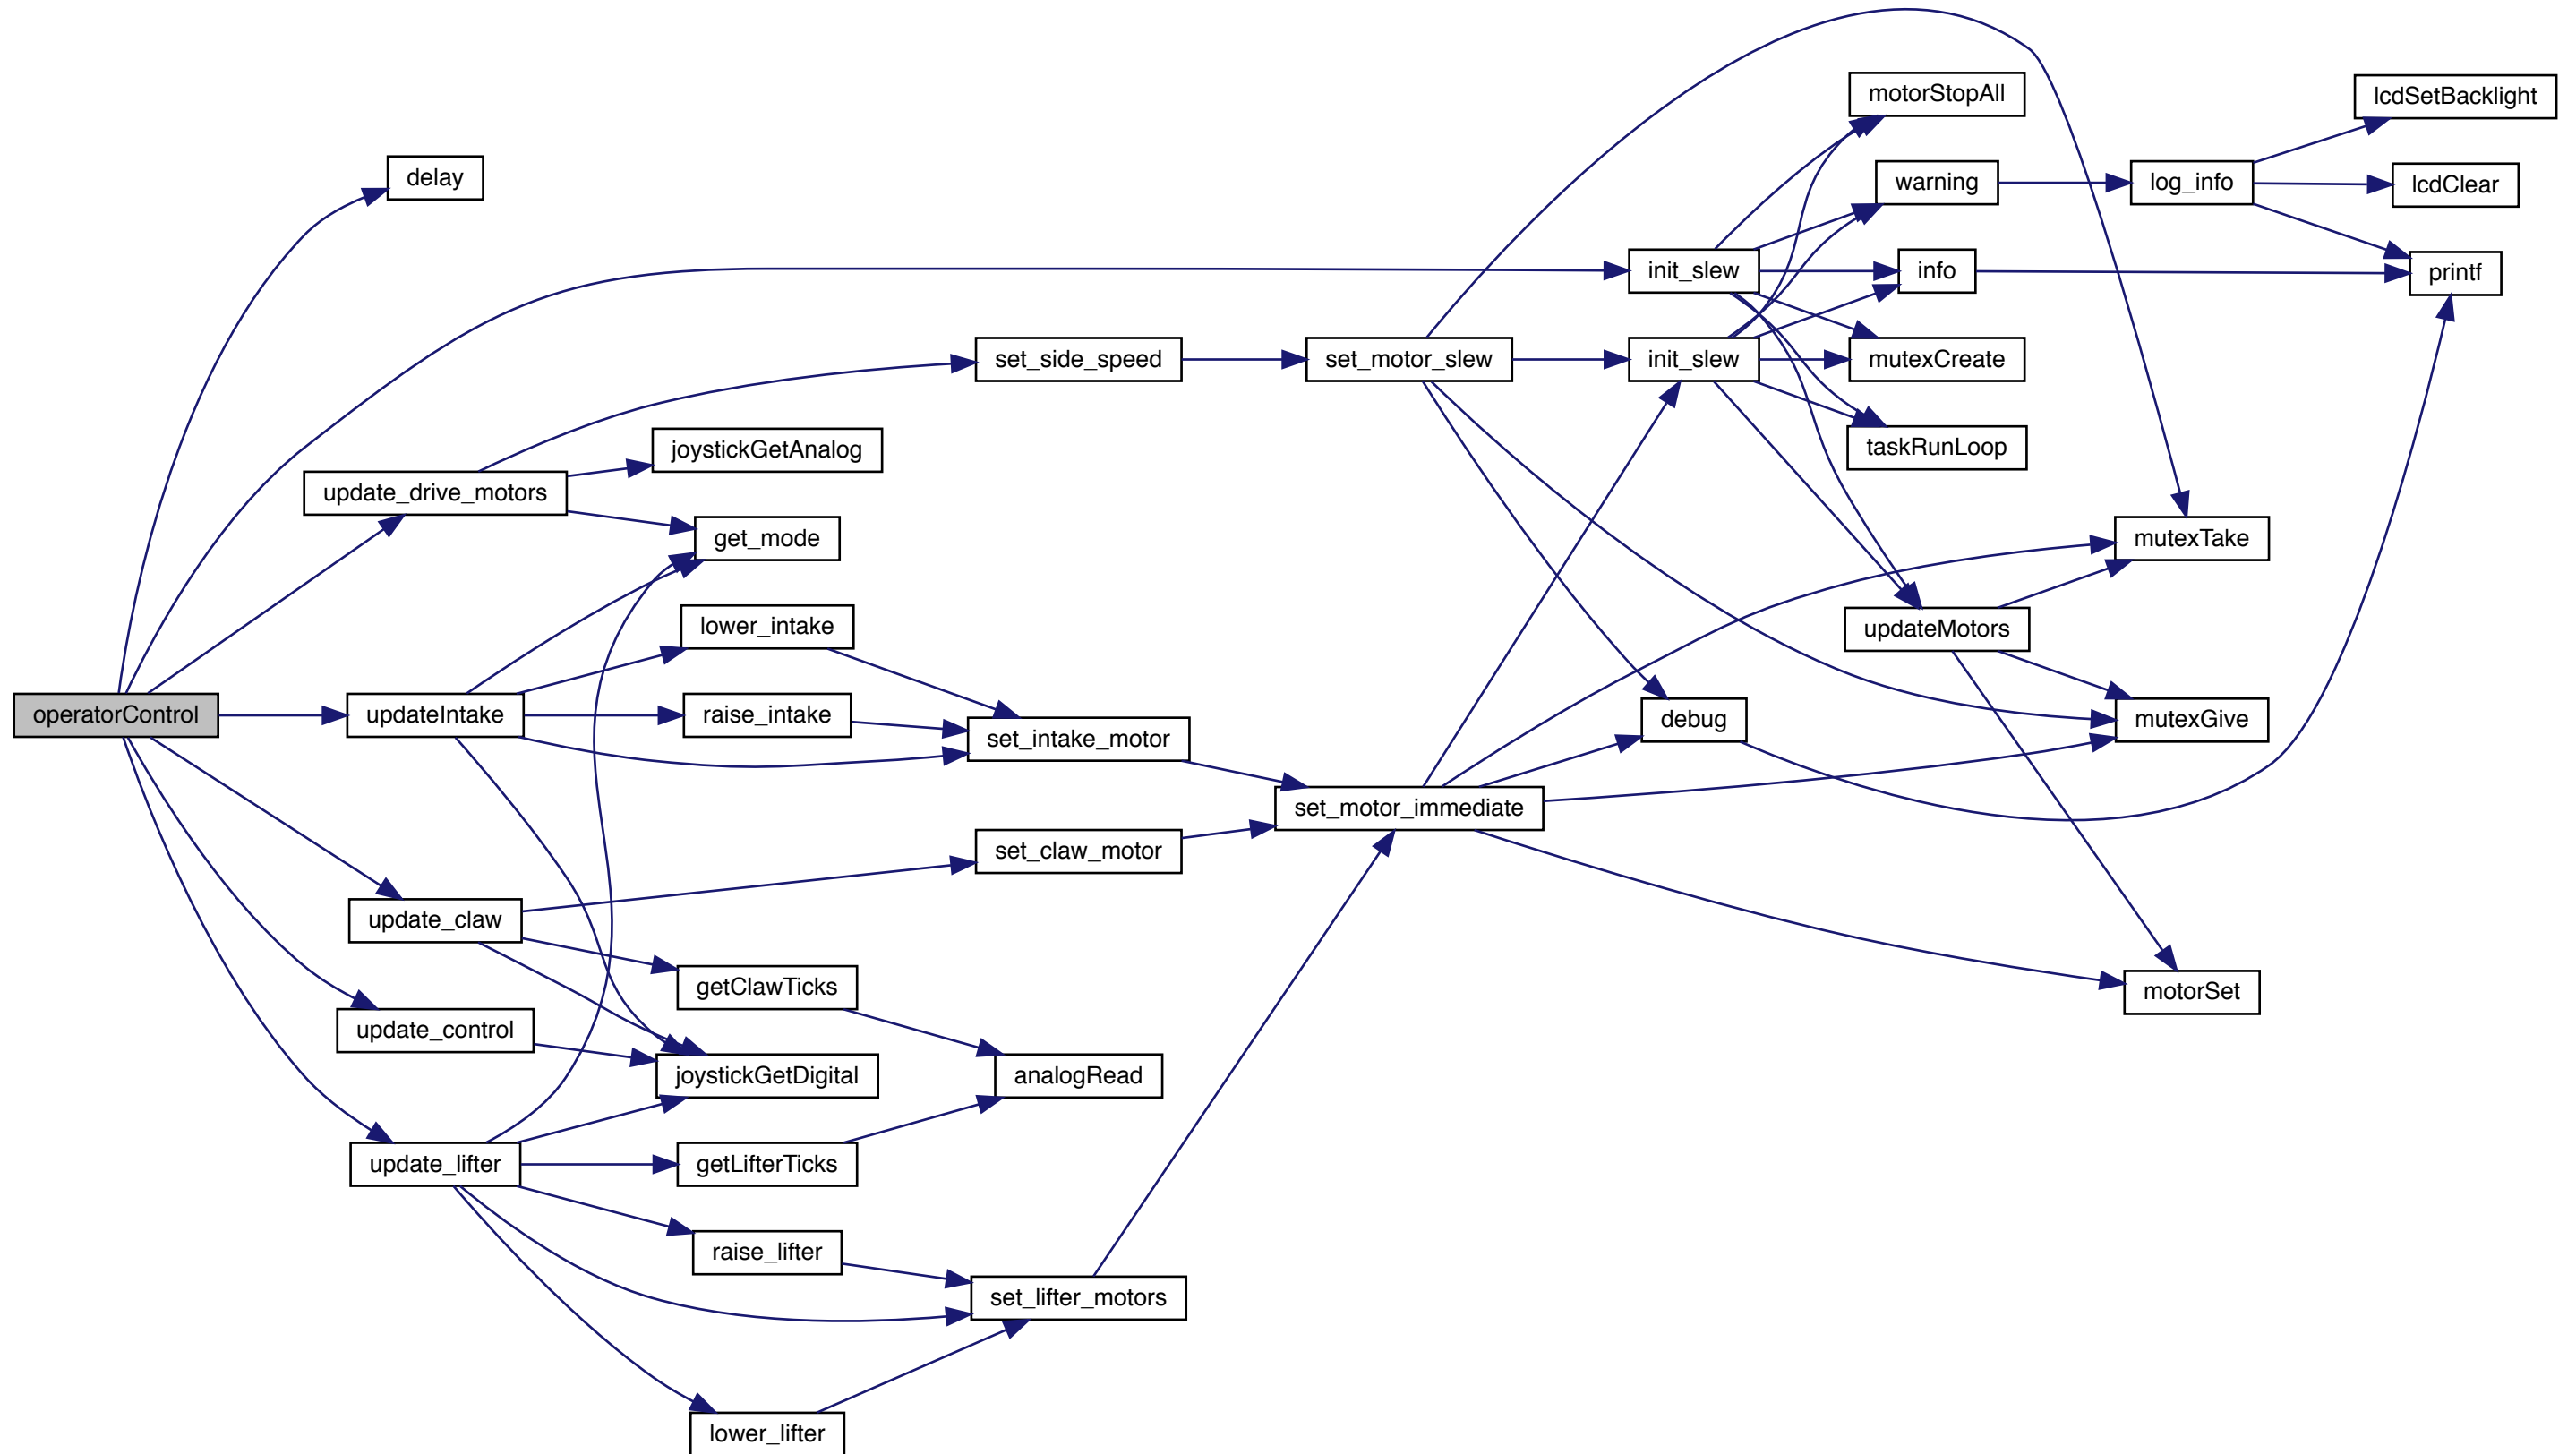 motorStopAll
lcdSetBacklight
delay
warning
log_info
lcdClear
init_slew
info
printf
set_side_speed
set_motor_slew
init_slew
mutexCreate
joystickGetAnalog
taskRunLoop
update_drive_motors
get_mode
mutexTake
lower_intake
updateMotors
operatorControl
updateIntake
raise_intake
debug
mutexGive
set_intake_motor
set_motor_immediate
set_claw_motor
update_claw
getClawTicks
motorSet
update_control
joystickGetDigital
analogRead
update_lifter
getLifterTicks
raise_lifter
set_lifter_motors
lower_lifter